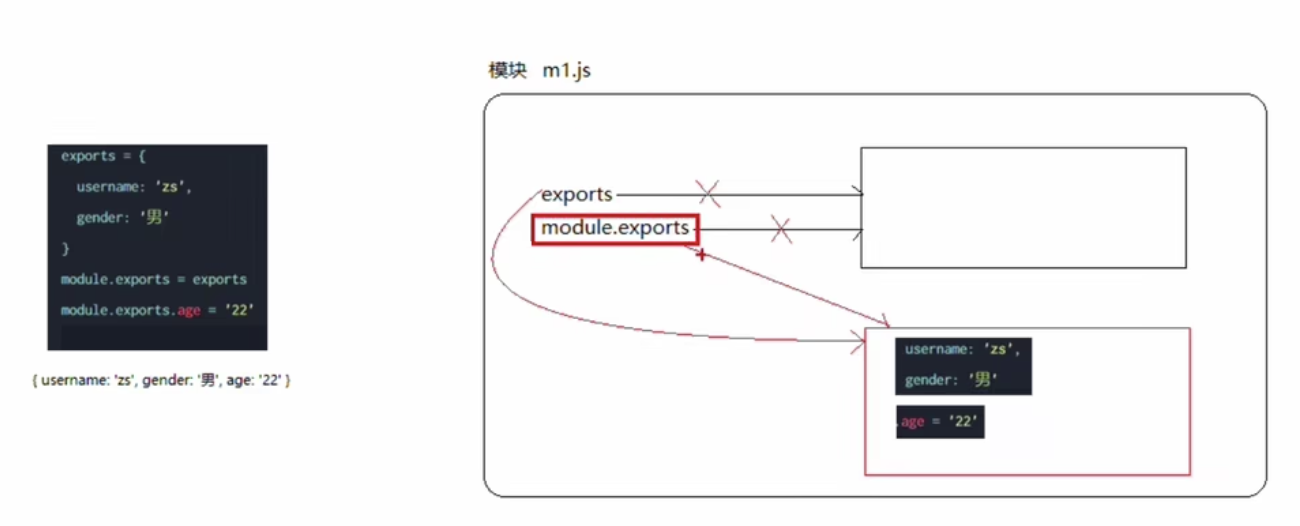 模块 m1.js
exports = {
username: 'zs',
gender: '男'
}
module.exports = exports
module.exports.age = '22'
{ username: 'zs', gender: '男', age: '22' }
exports
module.exports
username: 'zs',
gender: '男'
.age = '22'